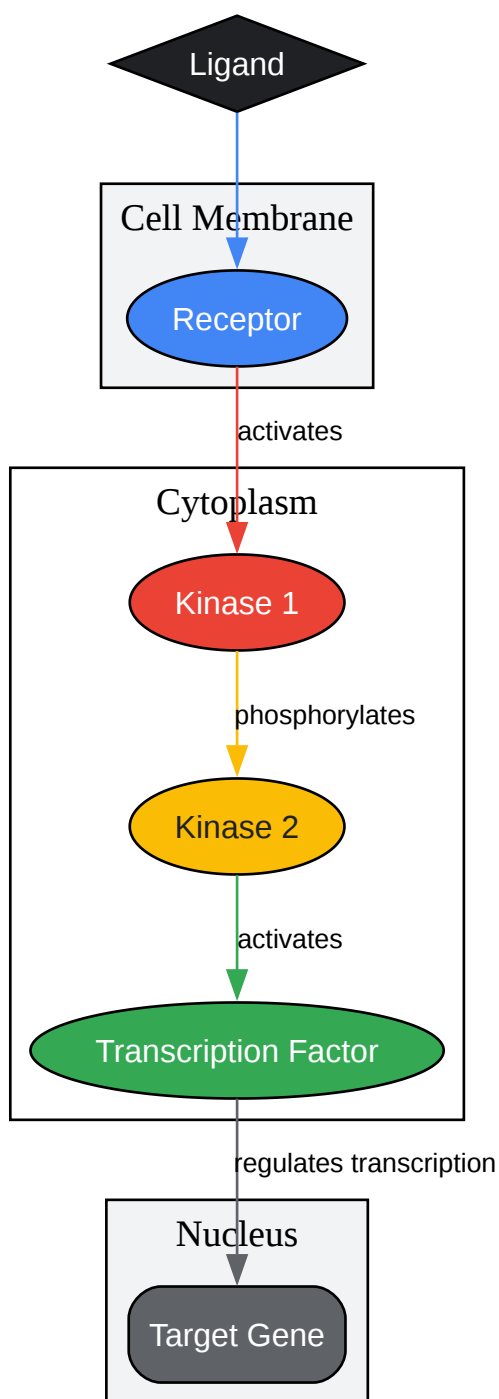 Ligand
Cell Membrane
Receptor
activates
Cytoplasm
Kinase 1
phosphorylates
Kinase 2
activates
Transcription Factor
regulates transcription
Nucleus
Target Gene